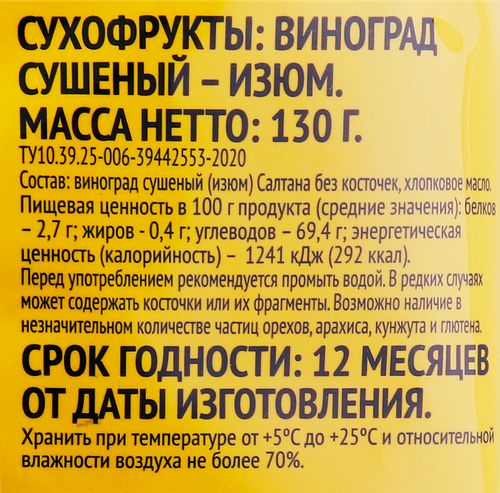 СУХОФРУКТЫ: ВИНОГРАД
СУШЕНЫЙ – ИЗЮМ.
МАССА НЕТТО: 130 Г.
ТУ10.39.25-006-39442553-2020
Состав: виноград сушеный (изюм) Салтана без косточек, хлопковое масло.
Пищевая ценность в 100 г продукта (средние значения): белков
– 2,7 г; жиров - 0,4 г; углеводов – 69,4 г; энергетическая
ценность (калорийность) – 1241 кДж (292 ккал).
Перед употреблением рекомендуется промыть водой. В редких случаях
может содержать косточки или их фрагменты. Возможно наличие в
незначительном количестве частиц орехов, арахиса, кунжута и глютена.
СРОК ГОДНОСТИ: 12 МЕСЯЦЕВ
ОТ ДАТЫ ИЗГОТОВЛЕНИЯ.
Хранить при температуре от +5°С до +25°С и относительной
влажности воздуха не более 70%.